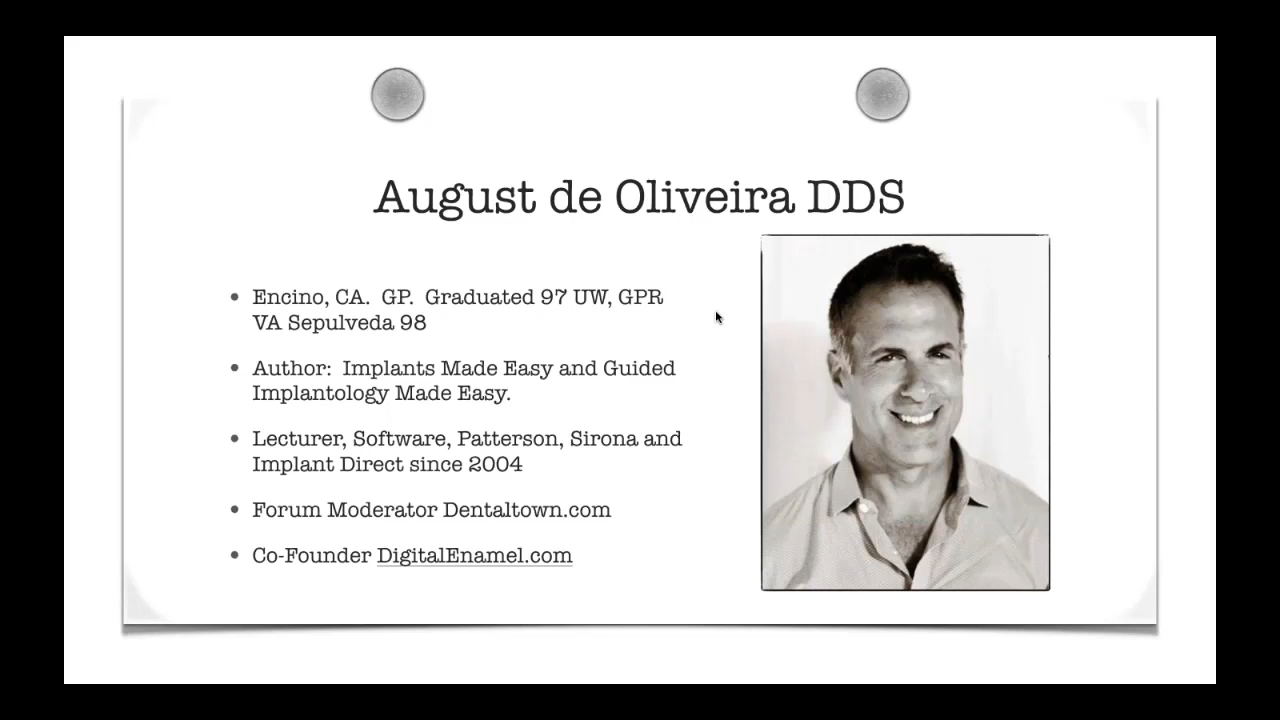 August de Oliveira DDS
Encino, CA.  GP.  Graduated 97 UW, GPR
VA Sepulveda 98
Author:  Implants Made Easy and Guided
Implantology Made Easy.
Lecturer, Software, Patterson, Sirona and
Implant Direct since 2004
Forum Moderator Dentaltown.com
Co-Founder DigitalEnamel.com